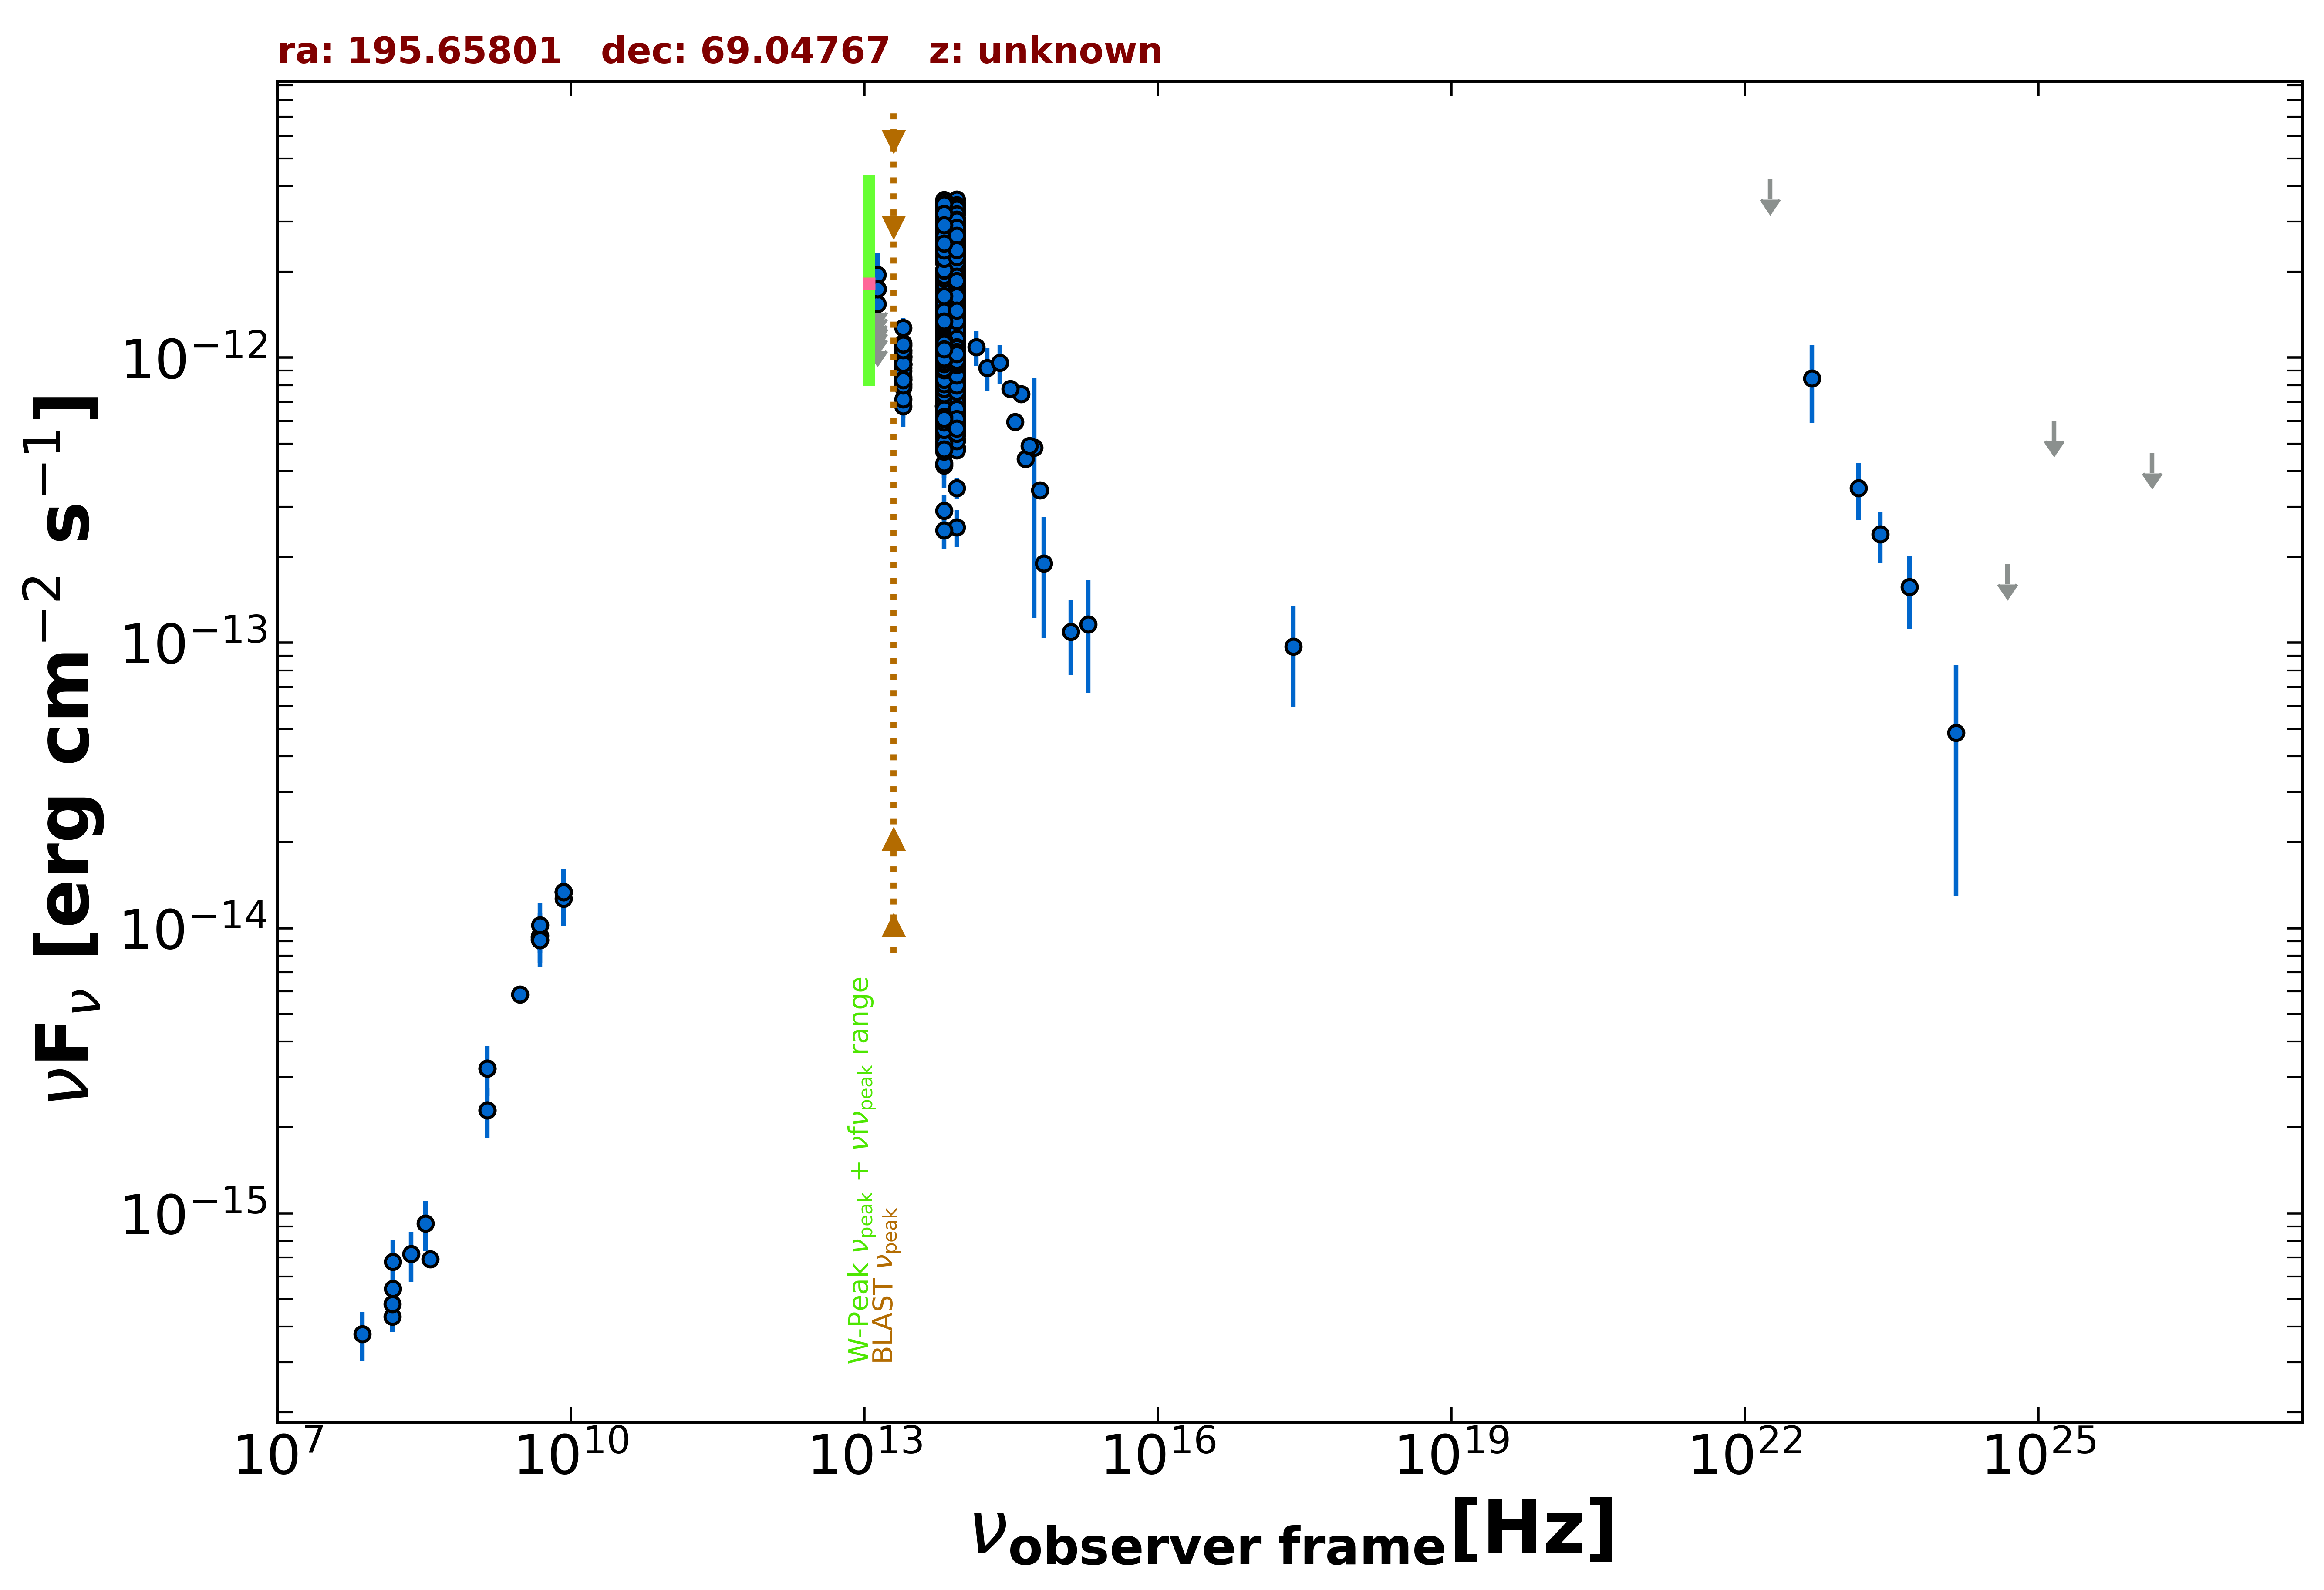 ra: 195.65801   dec: 69.04767   z: unknown
νFν [erg cm−2 s−1]
10−12
10−13
10−14
10−15
W-Peak νpeak + νfνpeak range
BLAST νpeak
107 1010 1013 1016 1019 1022 1025
νobserver frame[Hz]